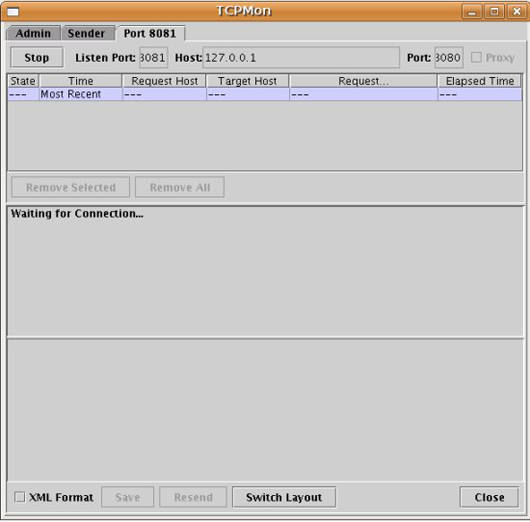 TCPMon
Admin Sender Port 8081
Stop Listen Port: 8081 Host: 127.0.0.1 Port: 8080 Proxy
State Time Request Host Target Host Request... Elapsed Time
--- Most Recent --- --- --- ---
Remove Selected Remove All
Waiting for Connection...
XML Format Save Resend Switch Layout Close